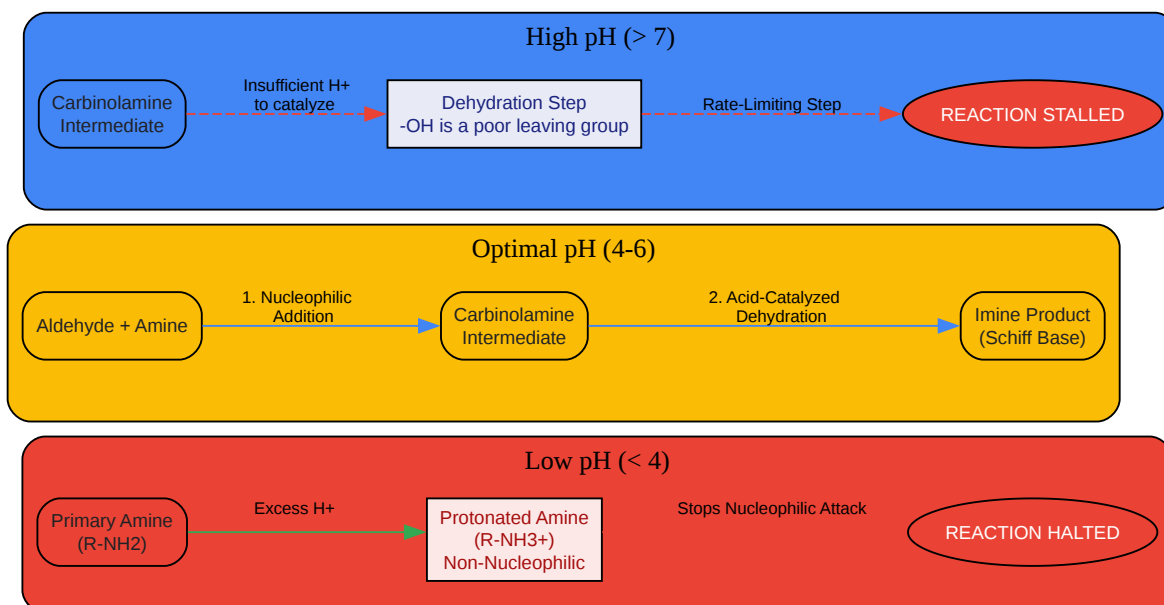 High pH (> 7)
Carbinolamine
Intermediate
Insufficient H+
to catalyze
Dehydration Step
-OH is a poor leaving group
Rate-Limiting Step
REACTION STALLED
Optimal pH (4-6)
Aldehyde + Amine
1. Nucleophilic
Addition
Carbinolamine
Intermediate
2. Acid-Catalyzed
Dehydration
Imine Product
(Schiff Base)
Low pH (< 4)
Primary Amine
(R-NH2)
Excess H+
Protonated Amine
(R-NH3+)
Non-Nucleophilic
Stops Nucleophilic Attack
REACTION HALTED